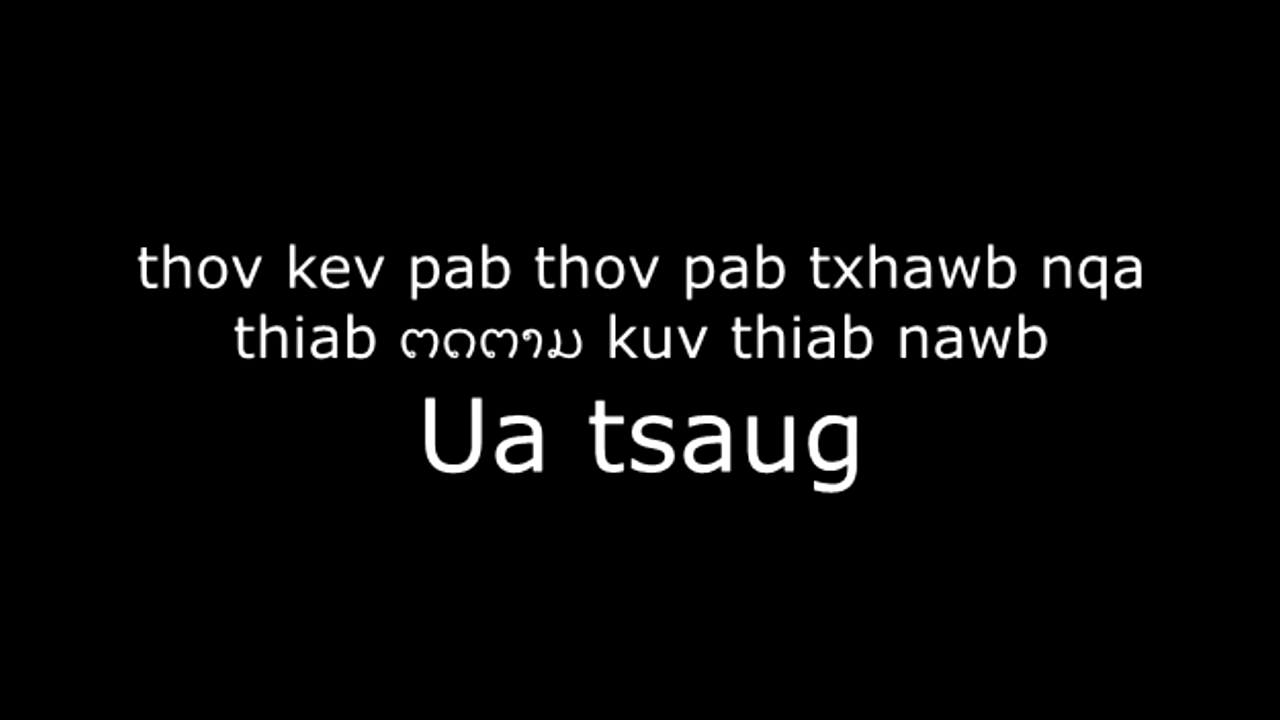 thov kev pab thov pab txhawb nqa
thiab ຕດຕາມ kuv thiab nawb
Ua tsaug